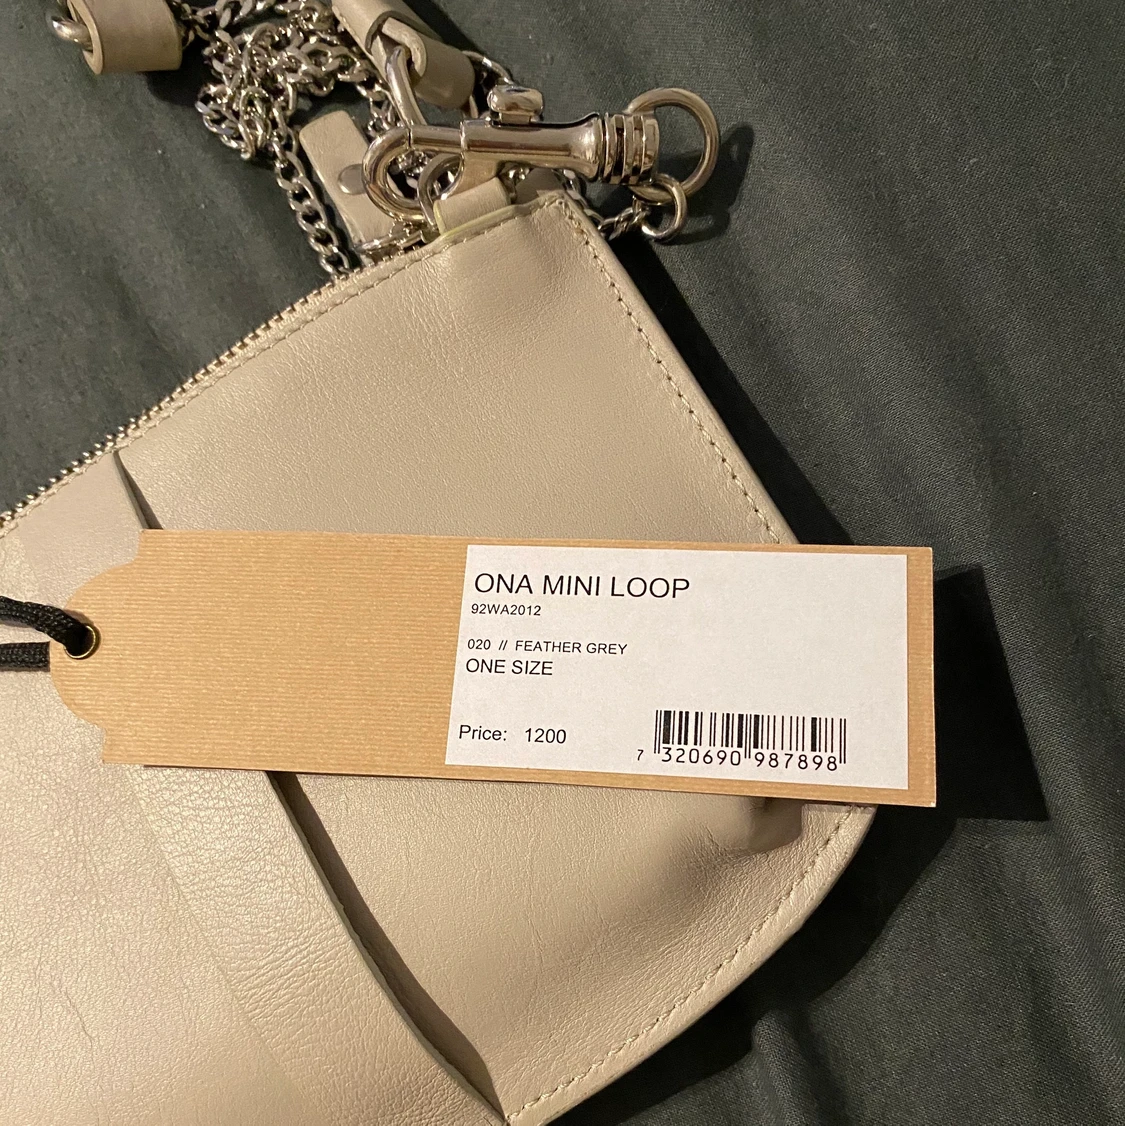 ONA MINI LOOP
92WA2012
020 // FEATHER GREY
ONE SIZE
Price: 1200
7 320690 987898